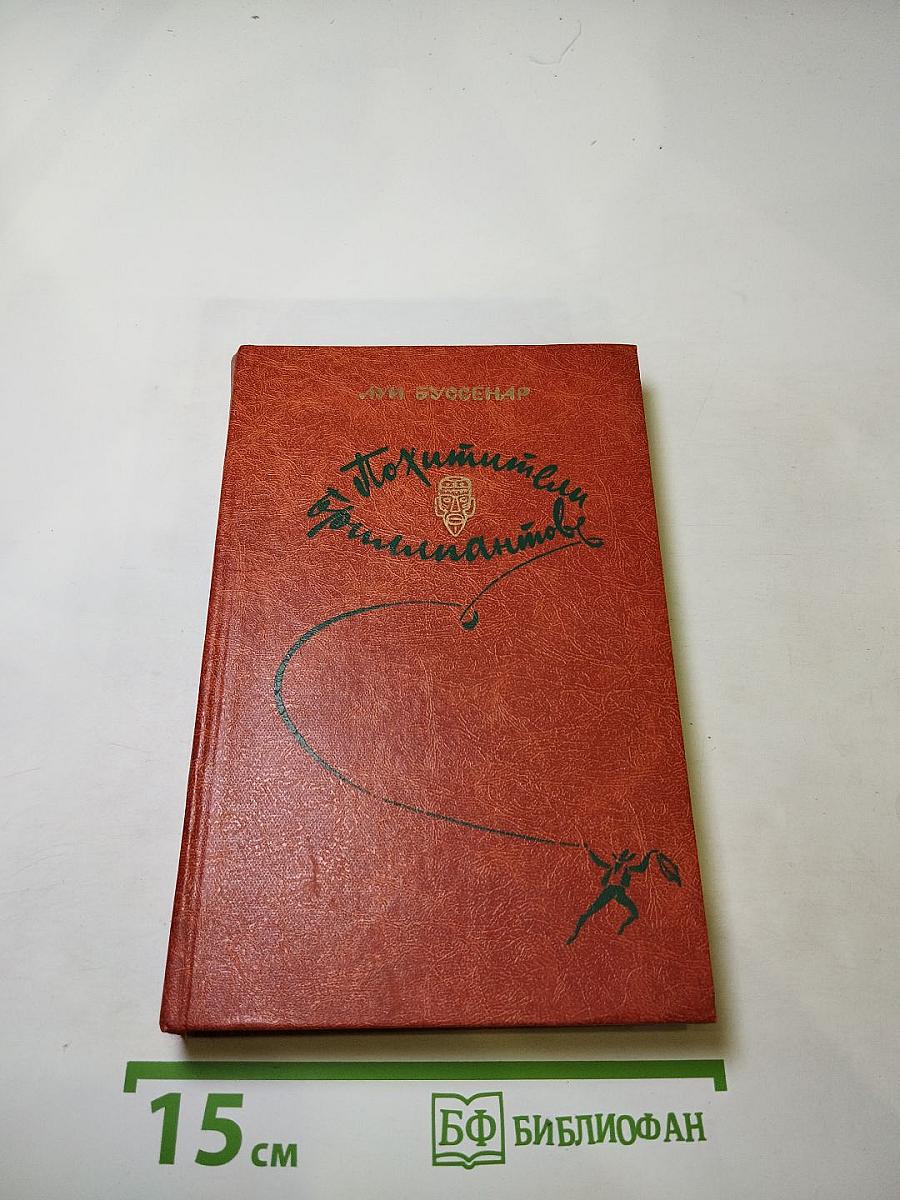 ЛУИ БУССЕНАР
Похитители
бриллиантов
15 см
БФ БИБЛИОФАН